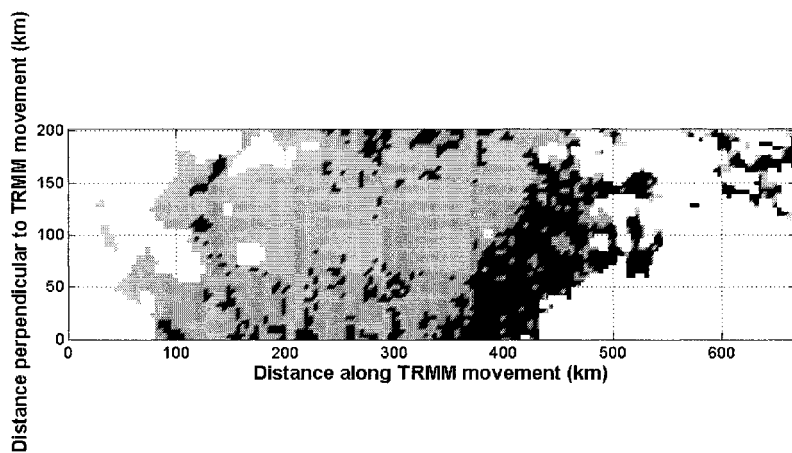 Distance perpendicular to TRMM movement (km)
200
150
100
50
0
0 100 200 300 400 500 600
Distance along TRMM movement (km)